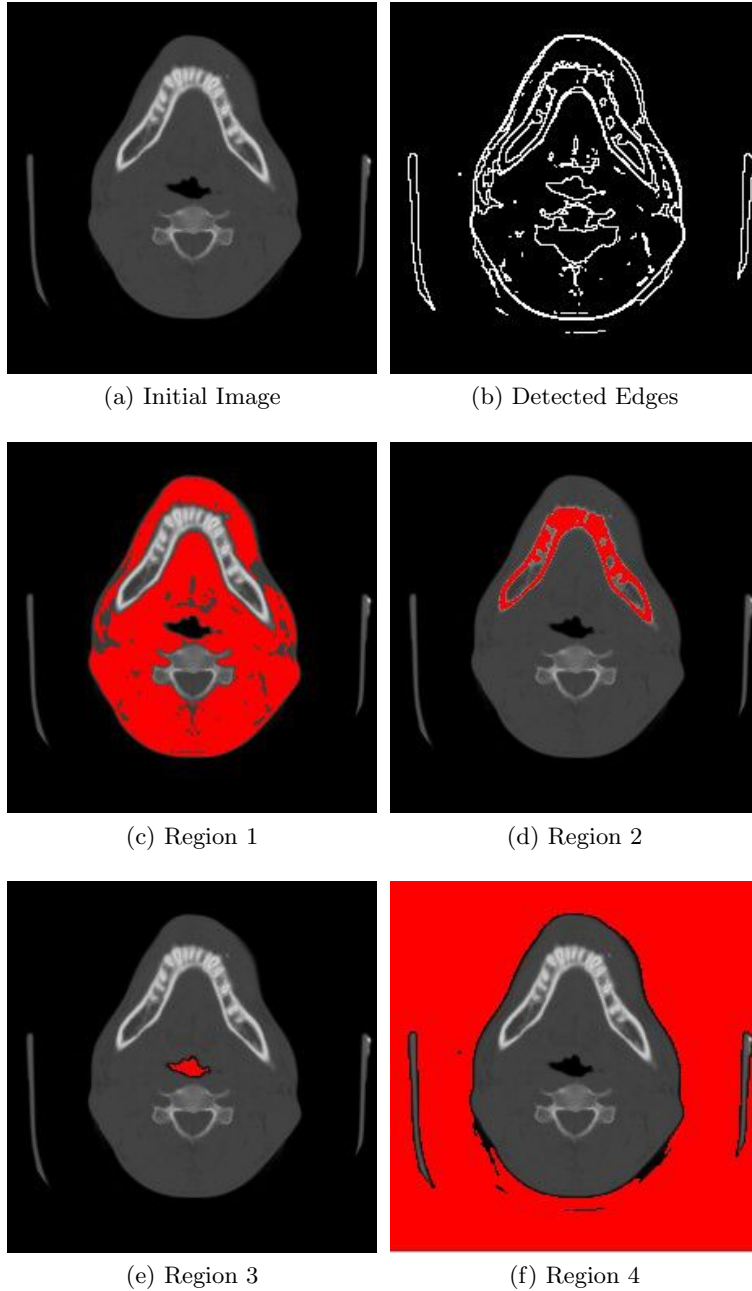 (a) Initial Image
(b) Detected Edges
(c) Region 1
(d) Region 2
(e) Region 3
(f) Region 4